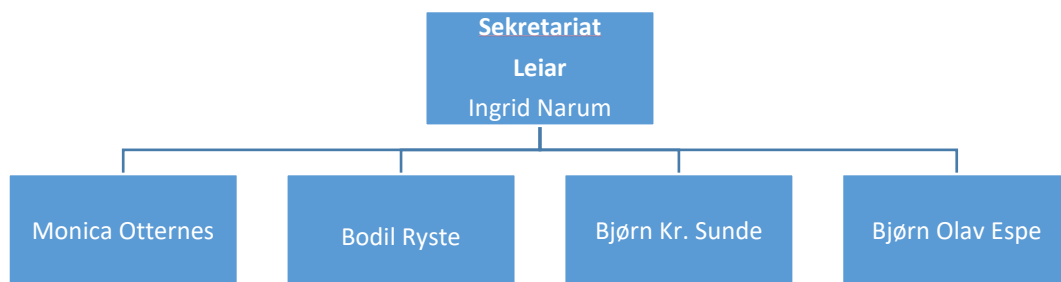 Sekretariat
Leiar
Ingrid Narum
Monica Otternes
Bodil Ryste
Bjørn Kr. Sunde
Bjørn Olav Espe